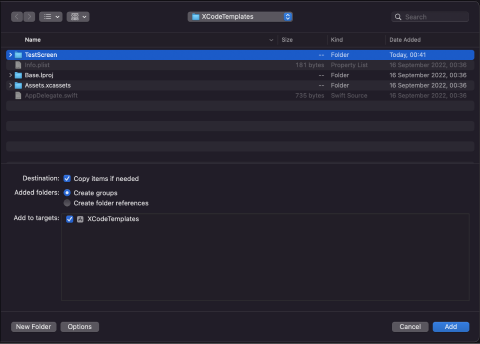 XCodeTemplates
Search
Name Size Kind Date Added
TestScreen -- Folder Today, 00:41
Info.plist 181 bytes Property List 16 September 2022, 00:36
Base.lproj -- Folder 16 September 2022, 00:36
Assets.xcassets -- Folder 16 September 2022, 00:36
AppDelegate.swift 735 bytes Swift Source 16 September 2022, 00:36
Destination: Copy items if needed
Added folders: Create groups
Create folder references
Add to targets: XCodeTemplates
New Folder Options Cancel Add